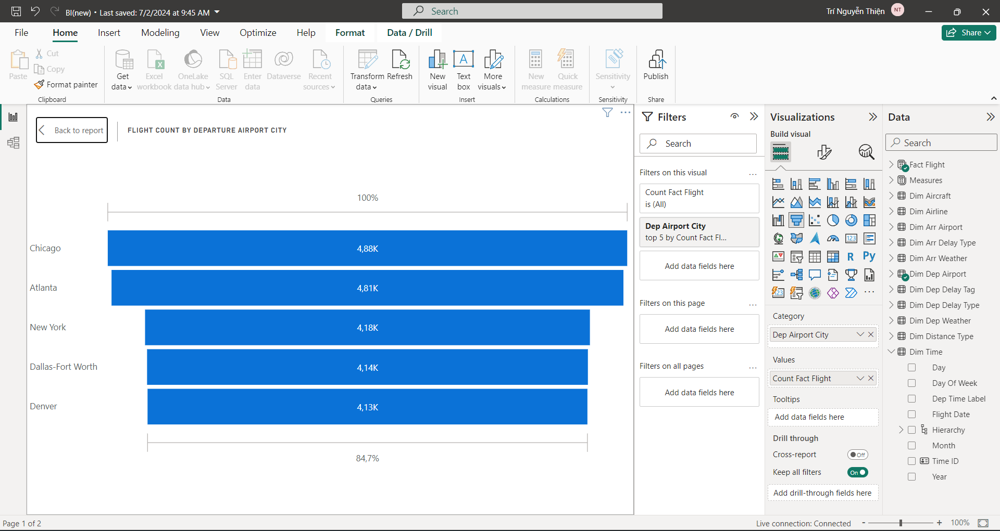 BI(new) • Last saved: 7/2/2024 at 9:45 AM
Search
Trí Nguyễn Thiện
NT
File
Home
Insert
Modeling
View
Optimize
Help
Format
Data / Drill
Share
Paste
Cut
Copy
Format painter
Clipboard
Get data
Excel workbook
OneLake data hub
SQL Server
Enter data
Dataverse
Recent sources
Data
Transform data
Refresh
Queries
New visual
Text box
More visuals
Insert
New measure
Quick measure
Calculations
Sensitivity
Sensitivity
Publish
Share
Back to report
FLIGHT COUNT BY DEPARTURE AIRPORT CITY
100%
Chicago
4,88K
Atlanta
4,81K
New York
4,18K
Dallas-Fort Worth
4,14K
Denver
4,13K
84,7%
Filters
Search
Filters on this visual
...
Count Fact Flight
is (All)
Dep Airport City
top 5 by Count Fact Fl...
Add data fields here
Filters on this page
...
Add data fields here
Filters on all pages
...
Add data fields here
Visualizations
Build visual
123
R
Py
123
...
Category
Dep Airport City
Values
Count Fact Flight
Tooltips
Add data fields here
Drill through
Cross-report
Off
Keep all filters
On
Add drill-through fields here
Data
Search
Fact Flight
Measures
Dim Aircraft
Dim Airline
Dim Arr Airport
Dim Arr Delay Type
Dim Arr Weather
Dim Dep Airport
Dim Dep Delay Tag
Dim Dep Delay Type
Dim Dep Weather
Dim Distance Type
Dim Time
Day
Day Of Week
Dep Time Label
Flight Date
Hierarchy
Month
Time ID
Year
Page 1 of 2
Live connection: Connected
-
+
100%